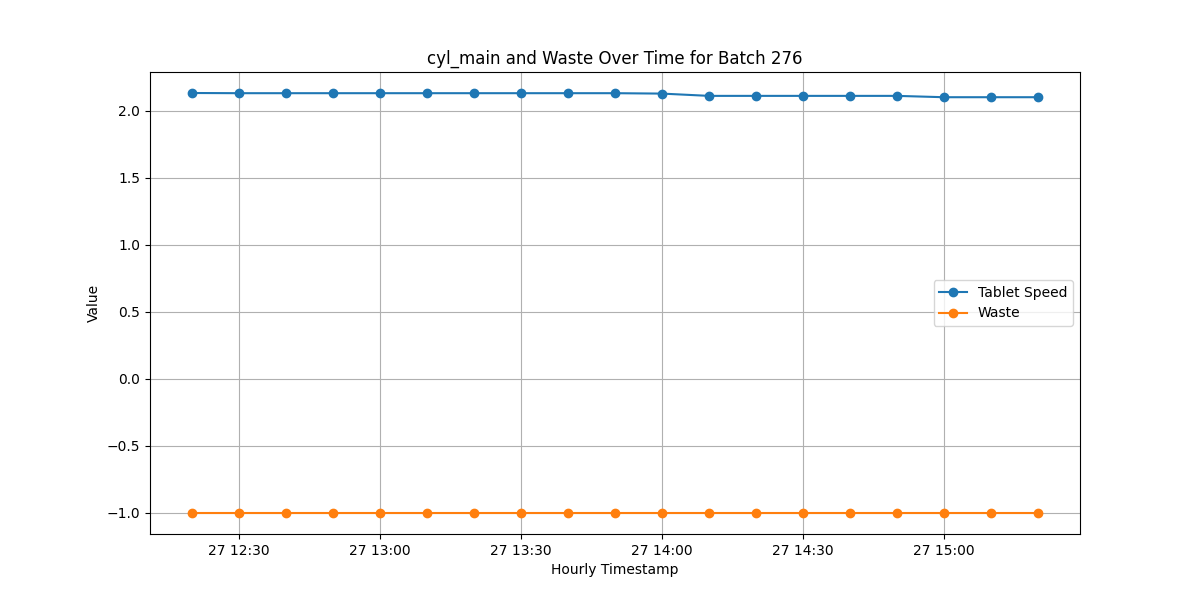 cyl_main and Waste Over Time for Batch 276
Value
2.0
1.5
1.0
0.5
0.0
−0.5
−1.0
Tablet Speed
Waste
27 12:30
27 13:00
27 13:30
27 14:00
27 14:30
27 15:00
Hourly Timestamp